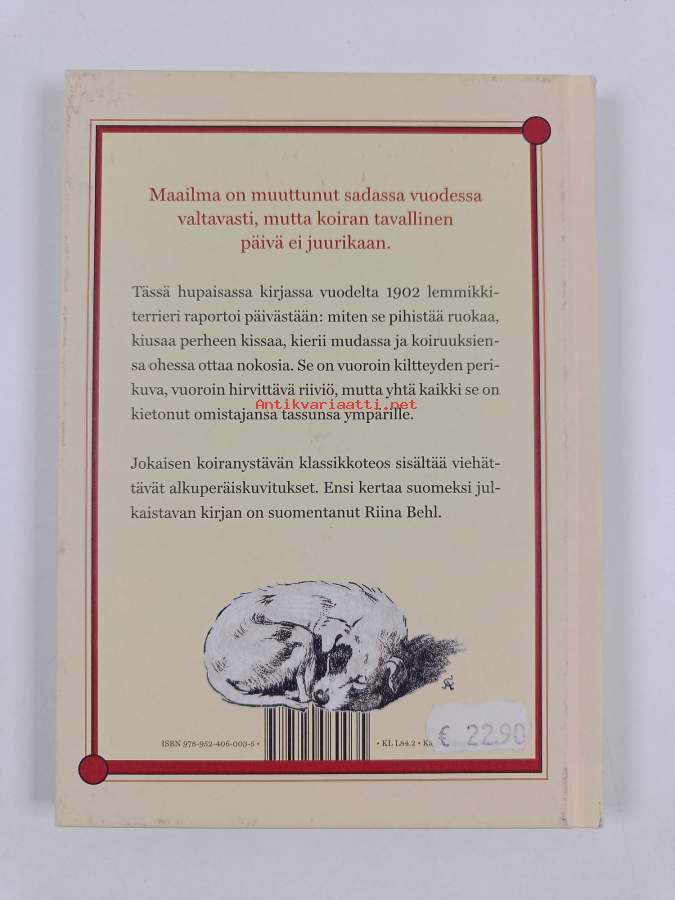 Maailma on muuttunut sadassa vuodessa
valtavasti, mutta koiran tavallinen
päivä ei juurikaan.
Tässä hupaisassa kirjassa vuodelta 1902 lemmikki-
terrieri raportoi päivästään: miten se pihistää ruokaa,
kiusaa perheen kissaa, kierii mudassa ja koiruuksien-
sa ohessa ottaa nokosia. Se on vuoroin kiltteyden peri-
kuva, vuoroin hirvittävä riiviö, mutta yhtä kaikki se on
Antikvariaatti.net
kietonut omistajansa tassunsa ympärille.
Jokaisen koiranystävän klassikkoteos sisältää viehät-
tävät alkuperäiskuvitukset. Ensi kertaa suomeksi jul-
kaistavan kirjan on suomentanut Riina Behl.
ISBN 978-952-406-003-5 • • KL L84.2 •
€ 22.90